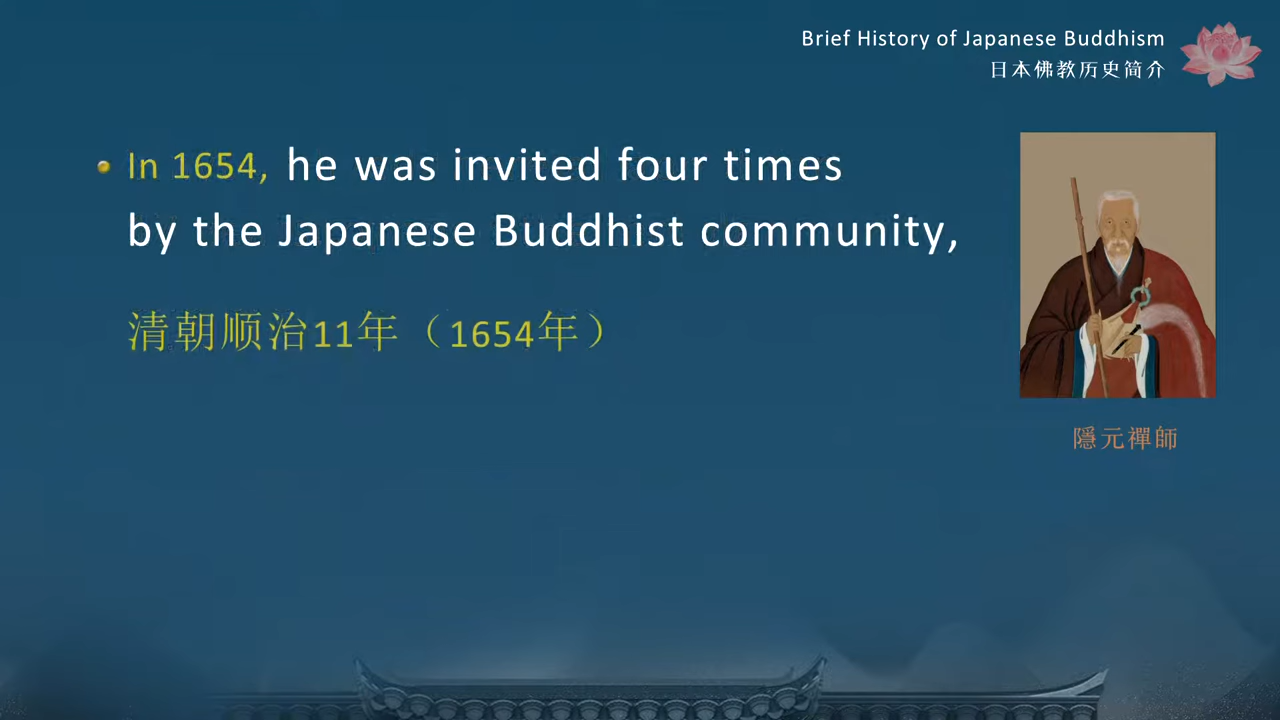 Brief History of Japanese Buddhism
日本佛教历史简介
In 1654, he was invited four times
by the Japanese Buddhist community,
清朝顺治11年（1654年）
隱元禪師